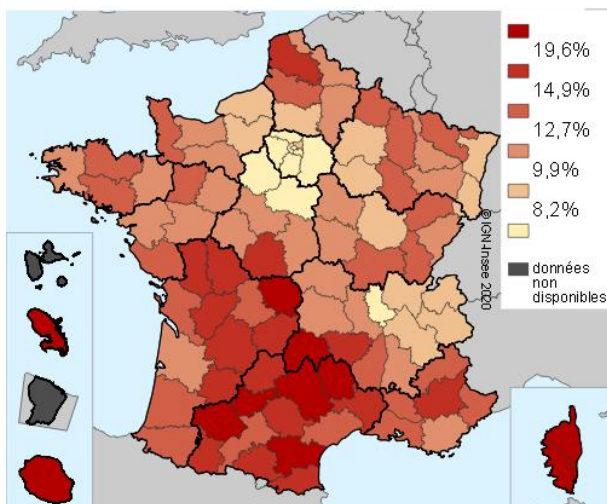 19,6%
14,9%
12,7%
9,9%
8,2%
données
non
disponibles
© IGN-Insee 2020